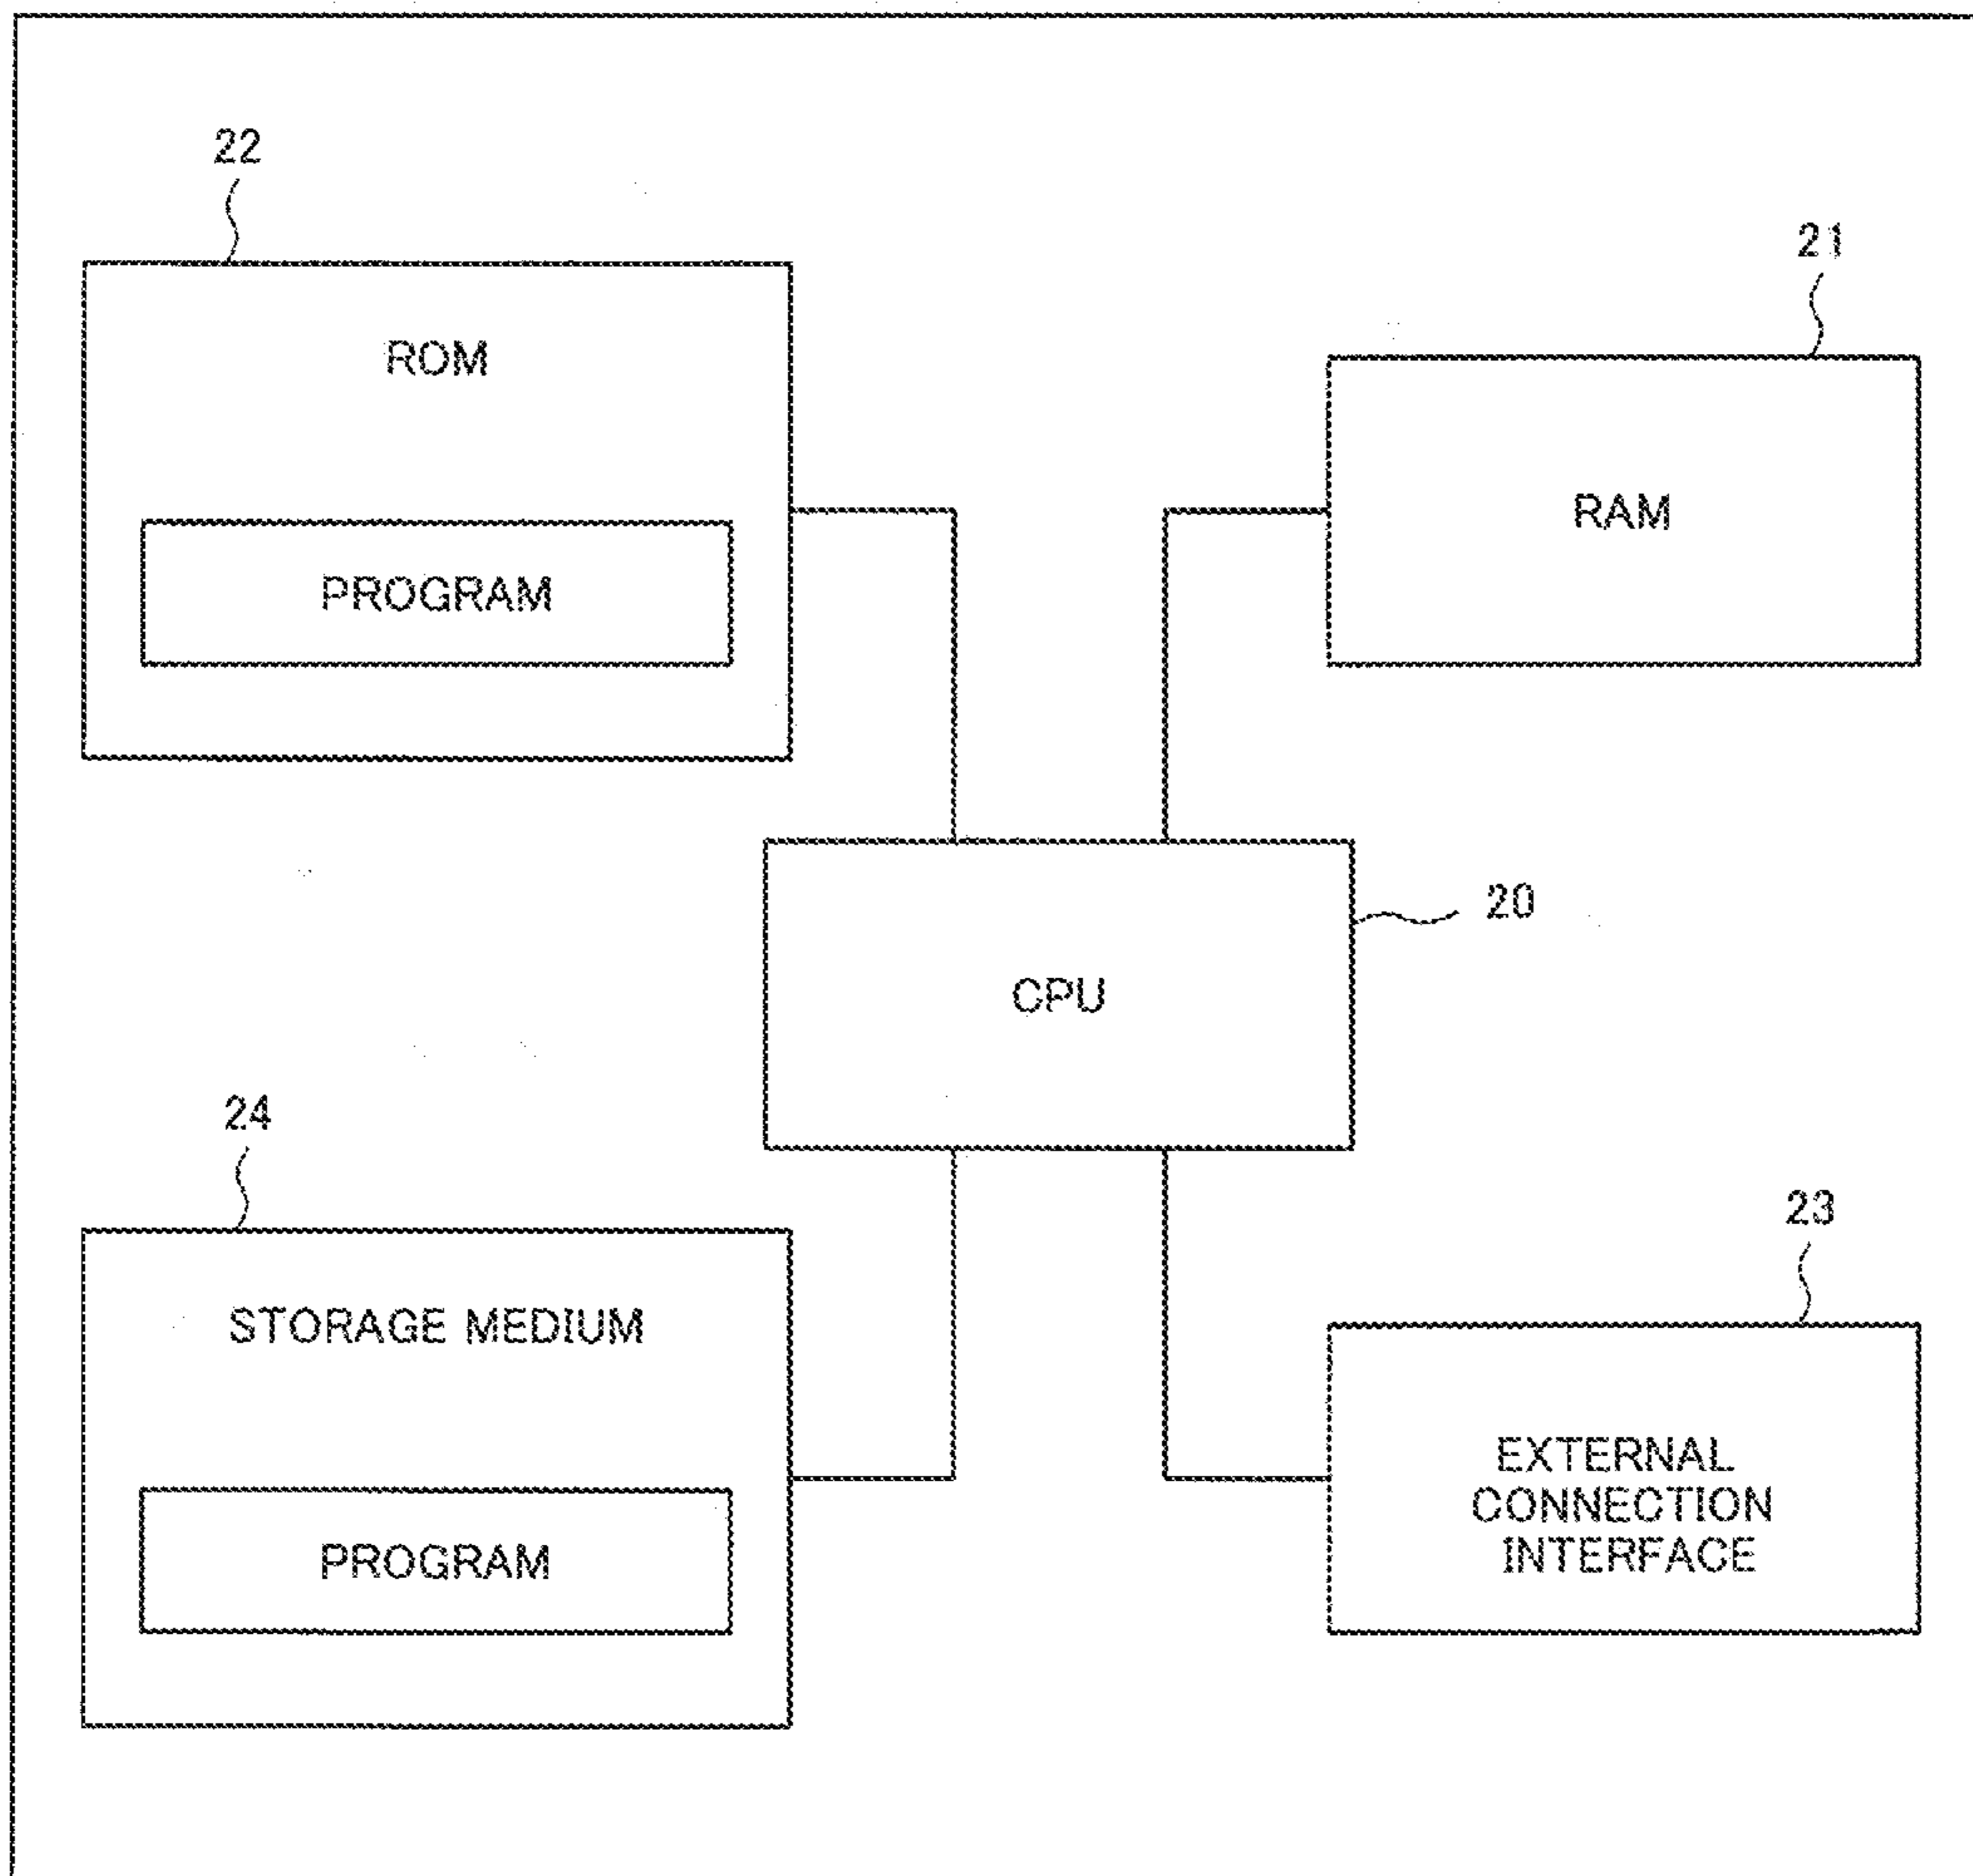 22
ROM
PROGRAM
21
RAM
20
CPU
24
STORAGE MEDIUM
PROGRAM
23
EXTERNAL
CONNECTION
INTERFACE